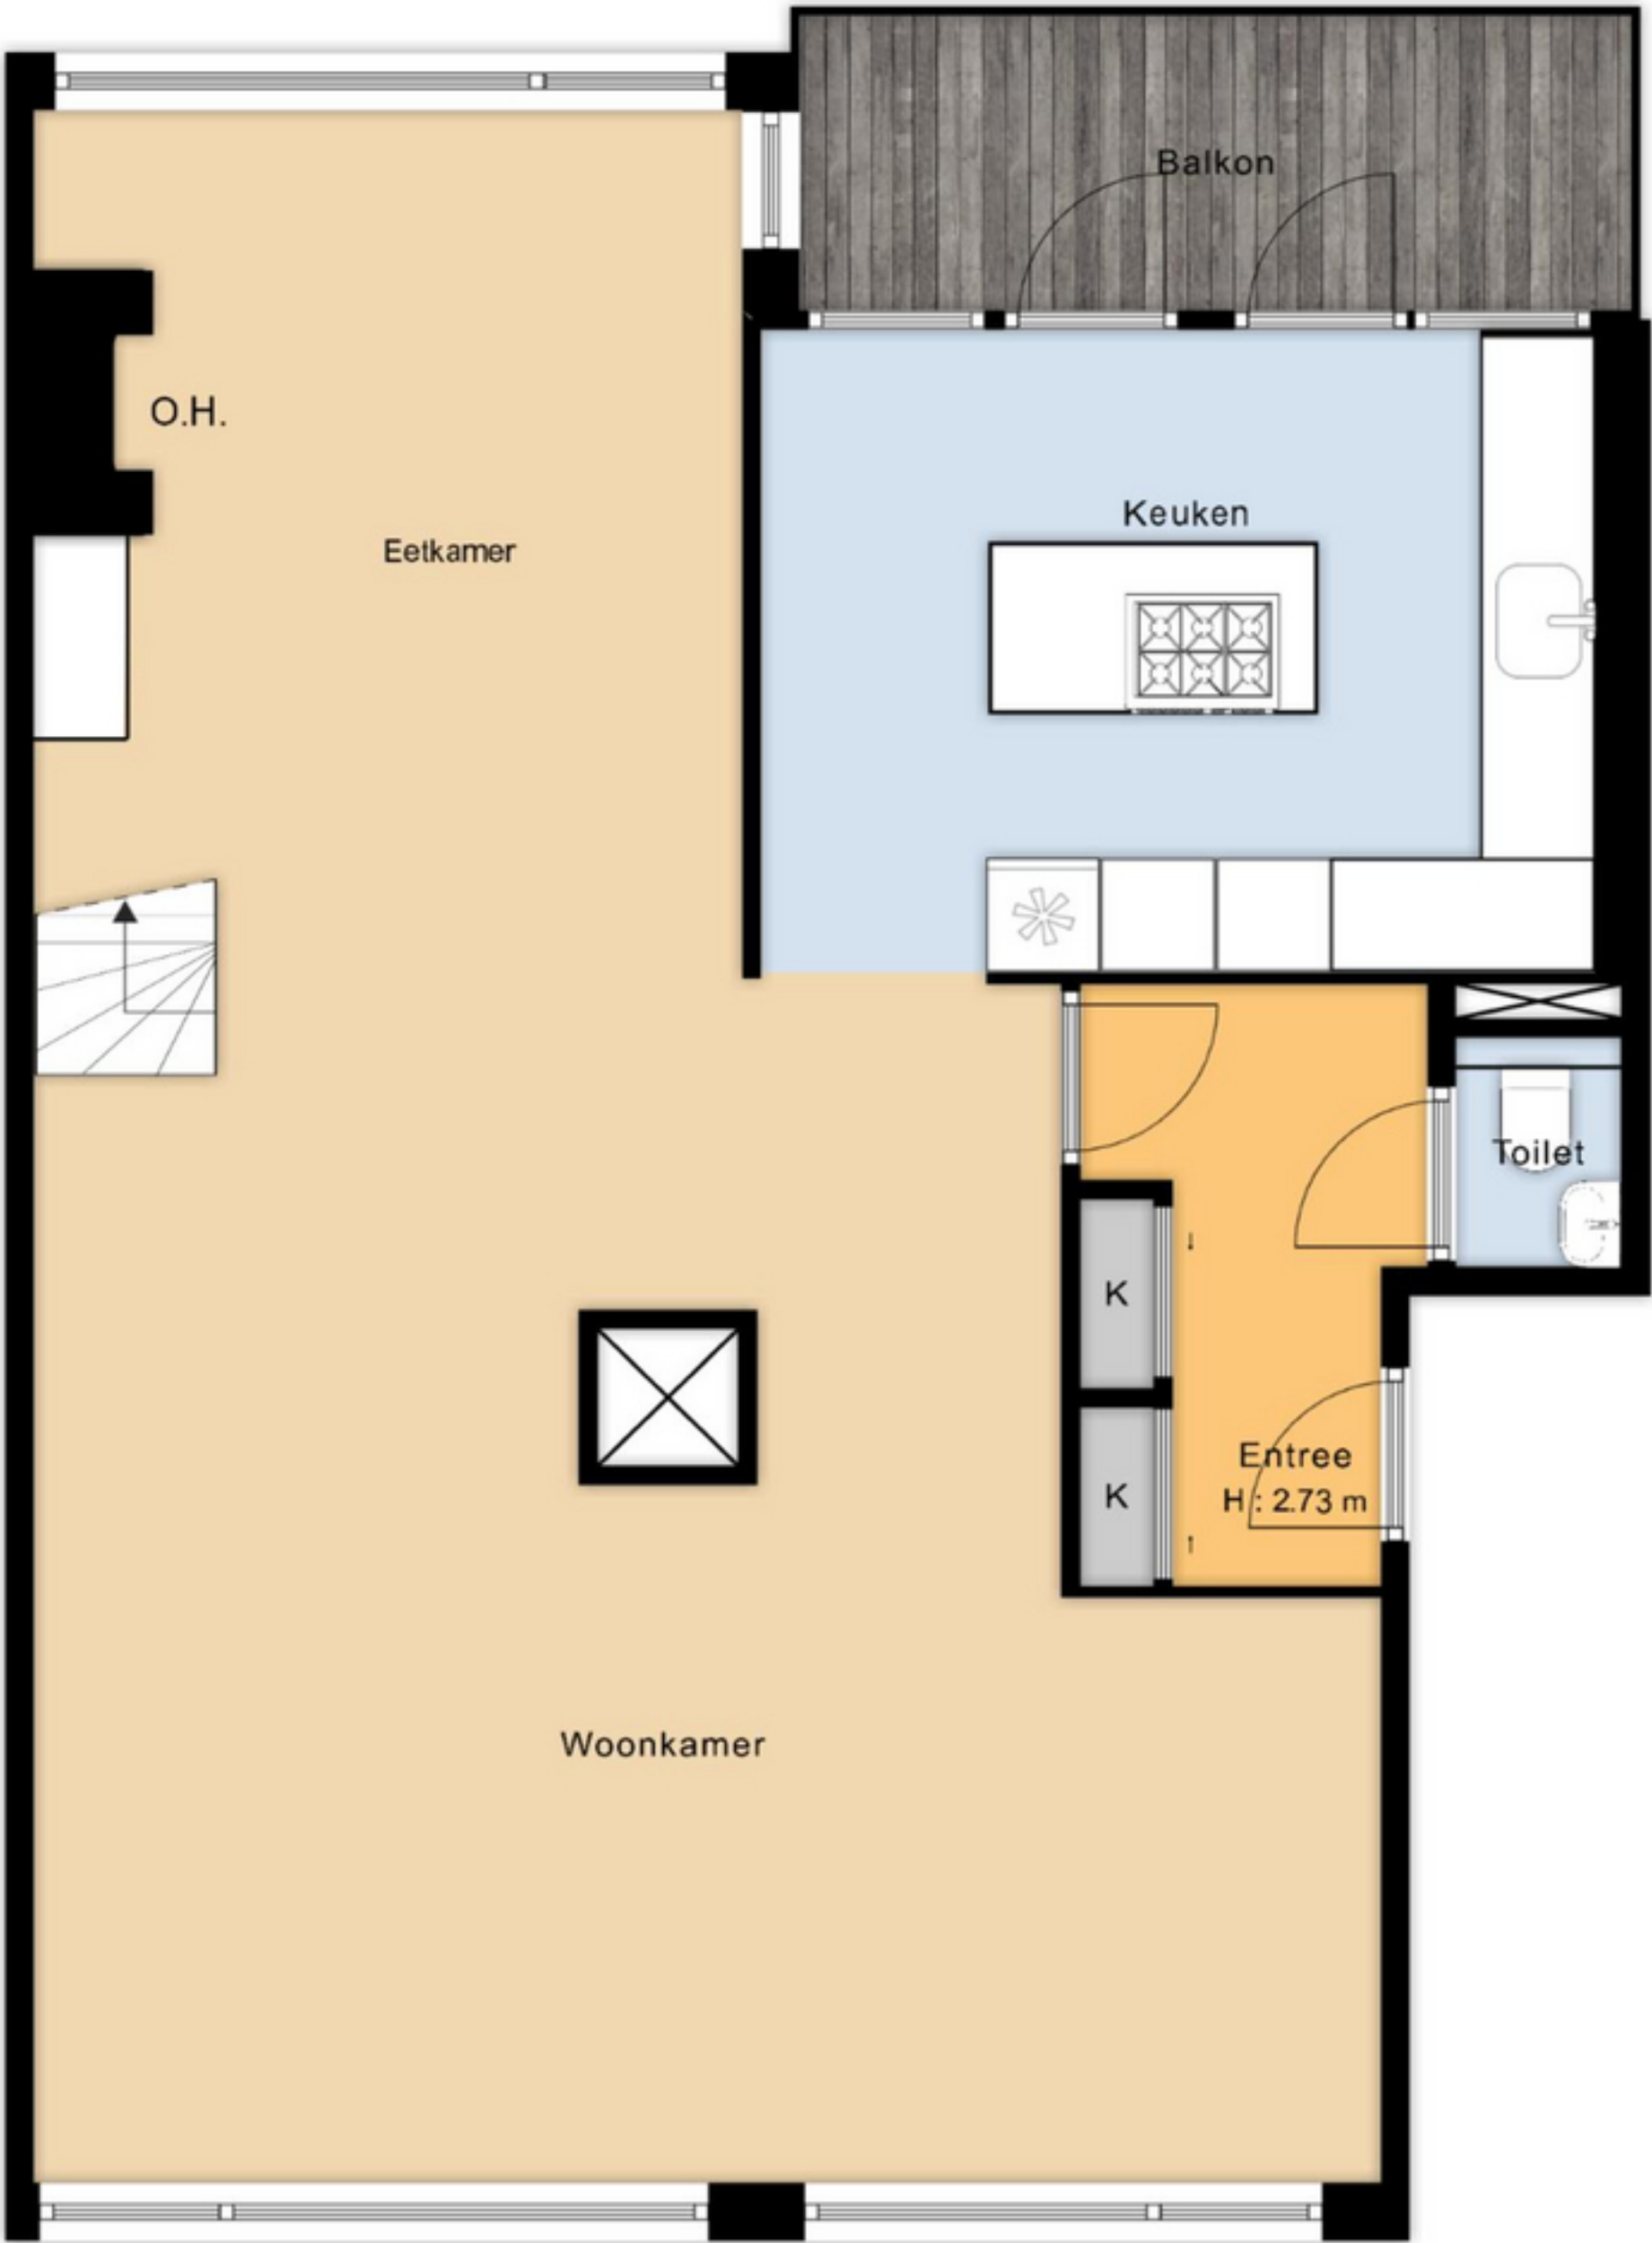 Balkon
O.H.
Keuken
Eetkamer
Toilet
K
Entree
K
H : 2.73 m
Woonkamer